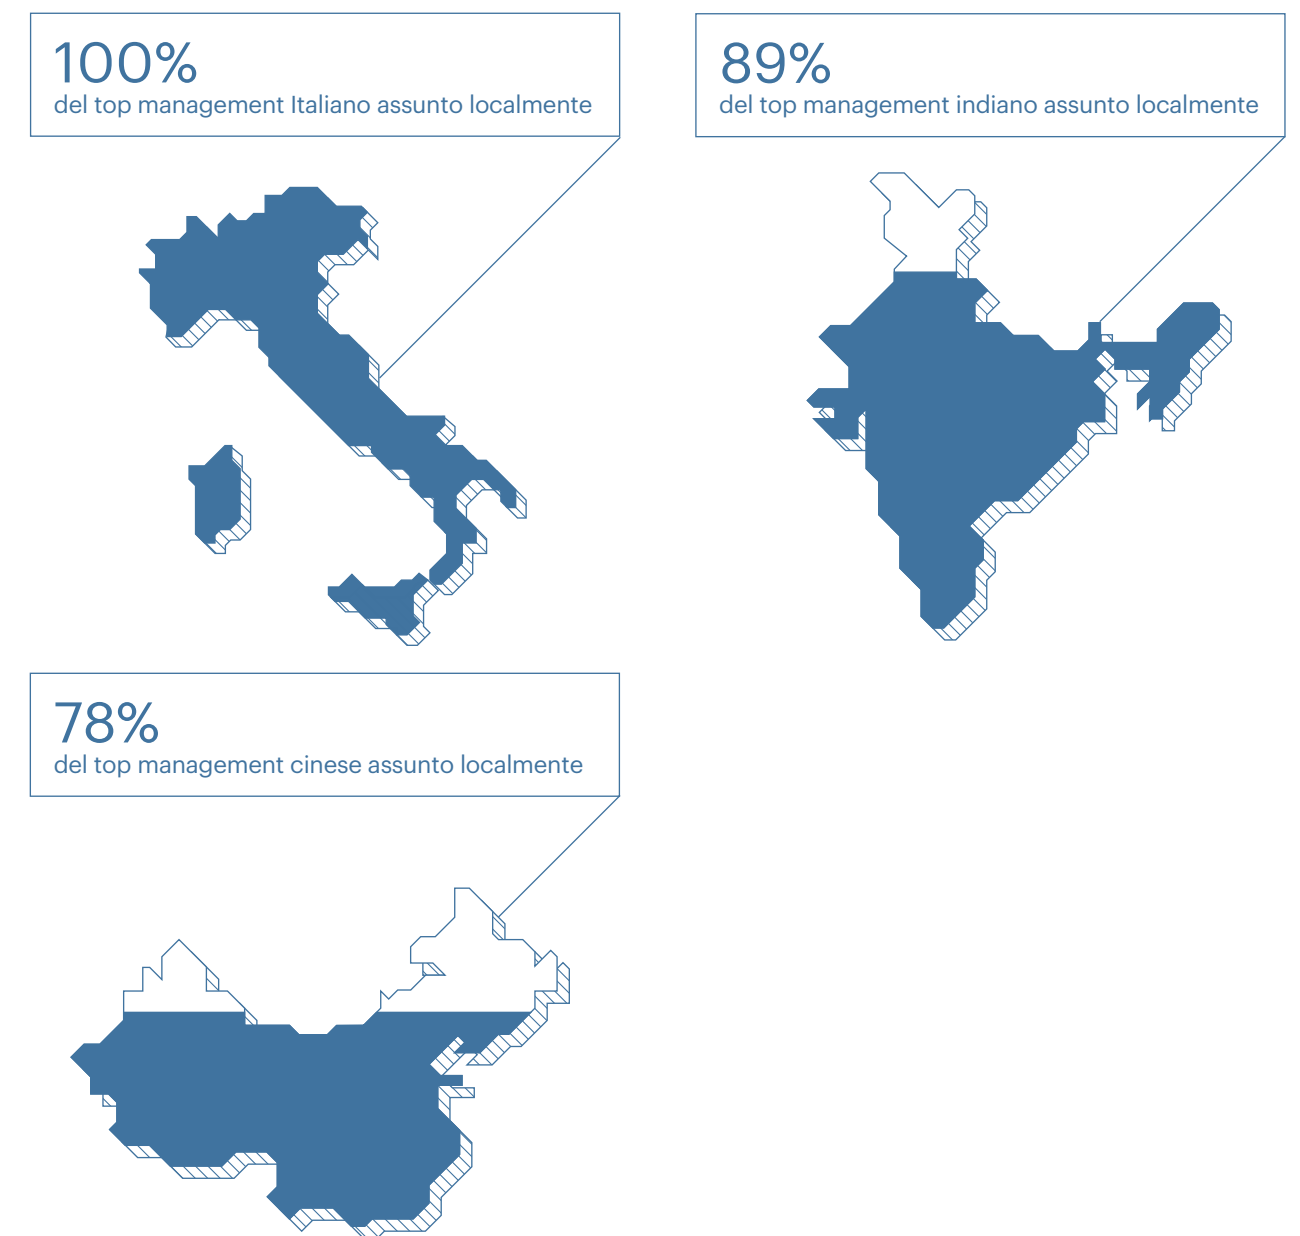 100%
del top management Italiano assunto localmente
89%
del top management indiano assunto localmente
78%
del top management cinese assunto localmente